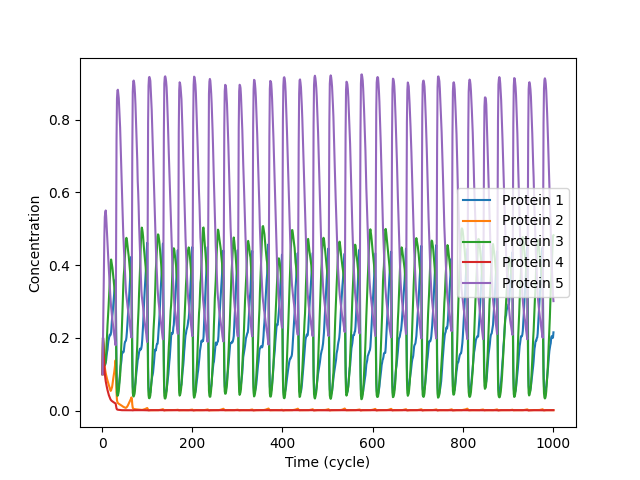 0.8
0.6
0.4
0.2
0.0
Concentration
0
200
400
600
800
1000
Time (cycle)
Protein 1
Protein 2
Protein 3
Protein 4
Protein 5